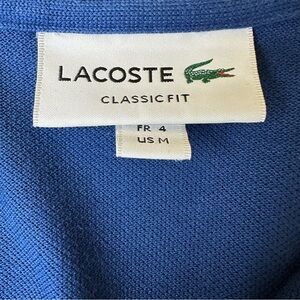 LACOSTE
CLASSIC FIT
FR 4
US M